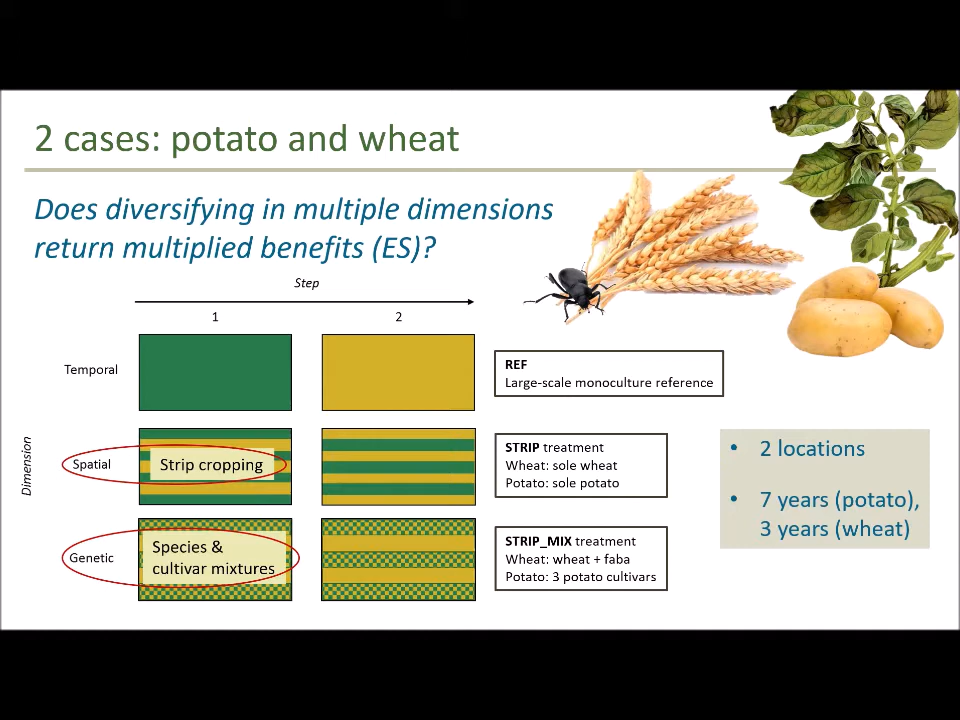 2 cases: potato and wheat
Does diversifying in multiple dimensions
return multiplied benefits (ES)?
Step
1
2
Dimension
Temporal
REF
Large-scale monoculture reference
Spatial
Strip cropping
STRIP treatment
Wheat: sole wheat
Potato: sole potato
Genetic
Species &
cultivar mixtures
STRIP_MIX treatment
Wheat: wheat + faba
Potato: 3 potato cultivars
• 2 locations
• 7 years (potato),
3 years (wheat)